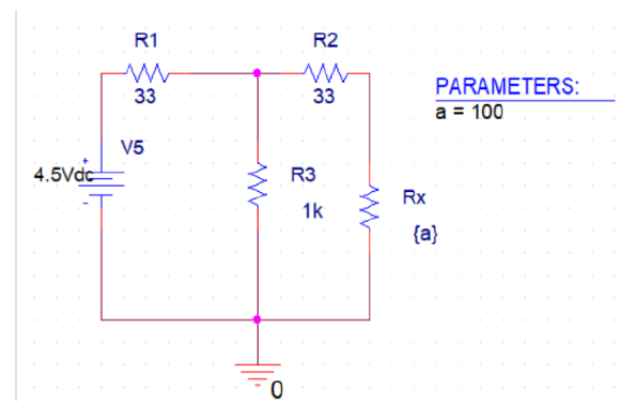 R1
R2
33
33
PARAMETERS:
a = 100
V5
+
4.5Vdc
-
R3
1k
Rx
{a}
0